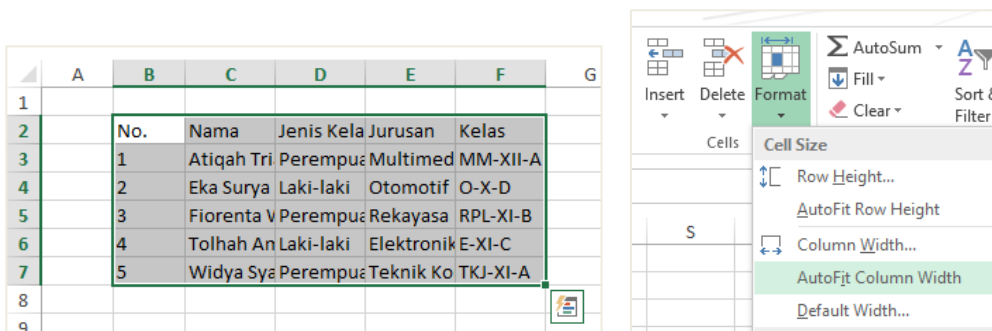 A B C D E F G
1
2 No. Nama Jenis Kela Jurusan Kelas
3 1 Atiqah Tri Perempua Multimed MM-XII-A
4 2 Eka Surya Laki-laki Otomotif O-X-D
5 3 Fiorenta W Perempua Rekayasa RPL-XI-B
6 4 Tolhah Am Laki-laki Elektronik E-XI-C
7 5 Widya Sya Perempua Teknik Ko TKJ-XI-A
8
9
Insert Delete Format
Cells
AutoSum
Fill
Clear
A
Z
Sort &
Filter
Cell Size
Row Height...
AutoFit Row Height
Column Width...
AutoFit Column Width
Default Width...
S